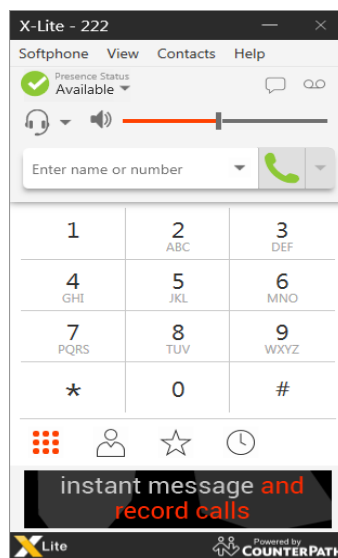 X-Lite - 222
Softphone View Contacts Help
Presence Status
Available
Enter name or number
1 2 3
ABC DEF
4 5 6
GHI JKL MNO
7 8 9
PQRS TUV WXYZ
* 0 #
instant message and
record calls
X Lite Powered by
COUNTERPATH